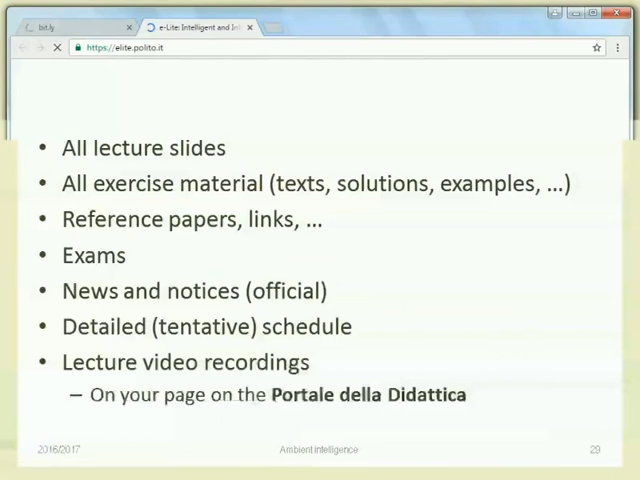 bit.ly
e-Lite: Intelligent and Int
https://elite.polito.it
• All lecture slides
• All exercise material (texts, solutions, examples, ...)
• Reference papers, links, ...
• Exams
• News and notices (official)
• Detailed (tentative) schedule
• Lecture video recordings
– On your page on the Portale della Didattica
2016/2017
Ambient intelligence
29